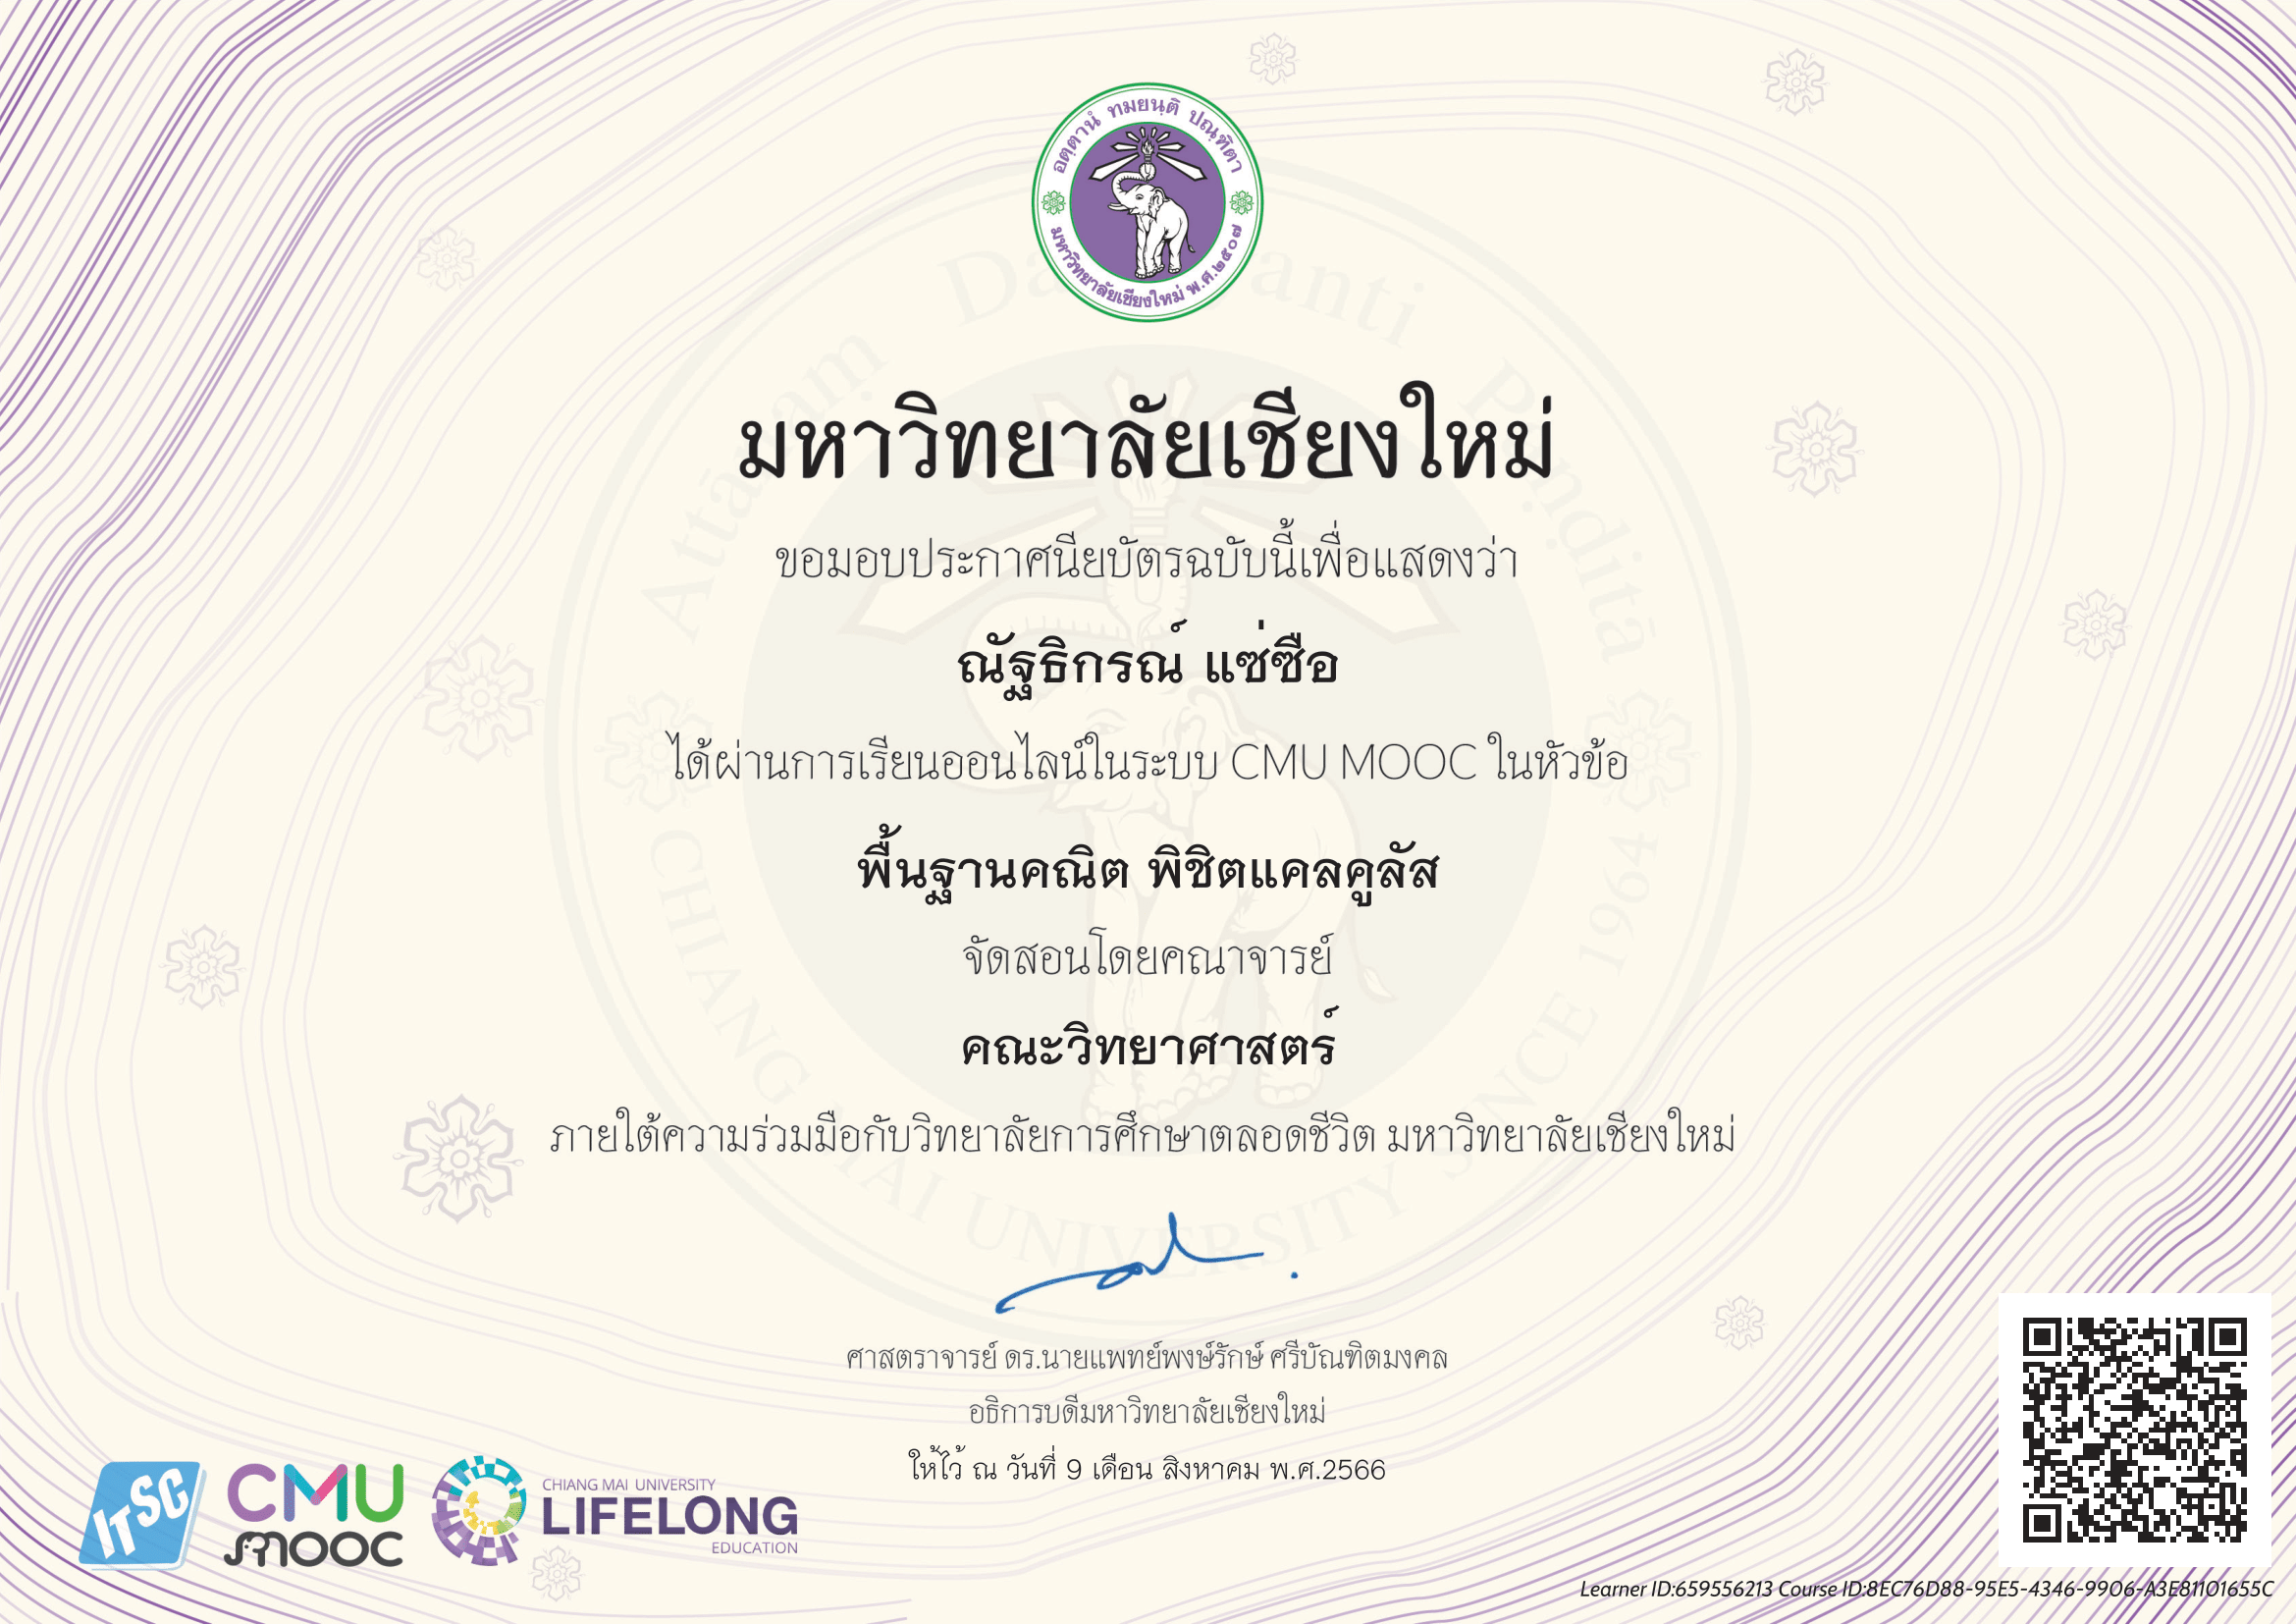 อตฺตานํ ทมยนฺติ ปณฺฑิตา
มหาวิทยาลัยเชียงใหม่ พ.ศ.๒๕๐๗
Attānaṃ Damayanti Paṇḍitā
CHIANG MAI UNIVERSITY SINCE 1964
มหาวิทยาลัยเชียงใหม่
ขอมอบประกาศนียบัตรฉบับนี้เพื่อแสดงว่า
ณัฐธิกรณ์ แซ่ซือ
ได้ผ่านการเรียนออนไลน์ในระบบ CMU MOOC ในหัวข้อ
พื้นฐานคณิต พิชิตแคลคูลัส
จัดสอนโดยคณาจารย์
คณะวิทยาศาสตร์
ภายใต้ความร่วมมือกับวิทยาลัยการศึกษาตลอดชีวิต มหาวิทยาลัยเชียงใหม่
ศาสตราจารย์ ดร.นายแพทย์พงษ์รักษ์ ศรีบัณฑิตมงคล
อธิการบดีมหาวิทยาลัยเชียงใหม่
ให้ไว้ ณ วันที่ 9 เดือน สิงหาคม พ.ศ.2566
ITSC
CMU
MOOC
CHIANG MAI UNIVERSITY
LIFELONG
EDUCATION
Learner ID:659556213 Course ID:8EC76D88-95E5-4346-9906-A3E81101655C